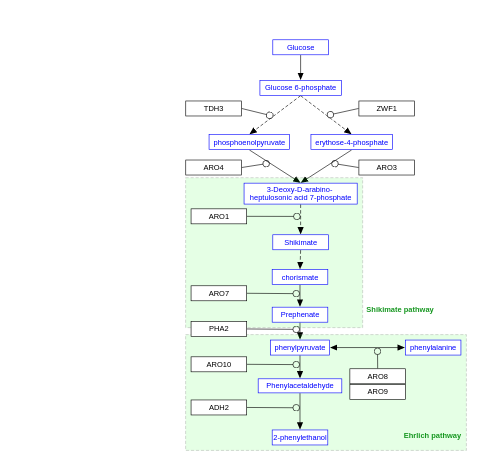 Glucose
Glucose 6-phosphate
TDH3
ZWF1
phosphoenolpyruvate
erythose-4-phosphate
ARO4
ARO3
3-Deoxy-D-arabino-
heptulosonic acid 7-phosphate
ARO1
Shikimate
chorismate
ARO7
Prephenate
Shikimate pathway
PHA2
phenylpyruvate
phenylalanine
ARO10
ARO8
Phenylacetaldehyde
ARO9
ADH2
2-phenylethanol
Ehrlich pathway